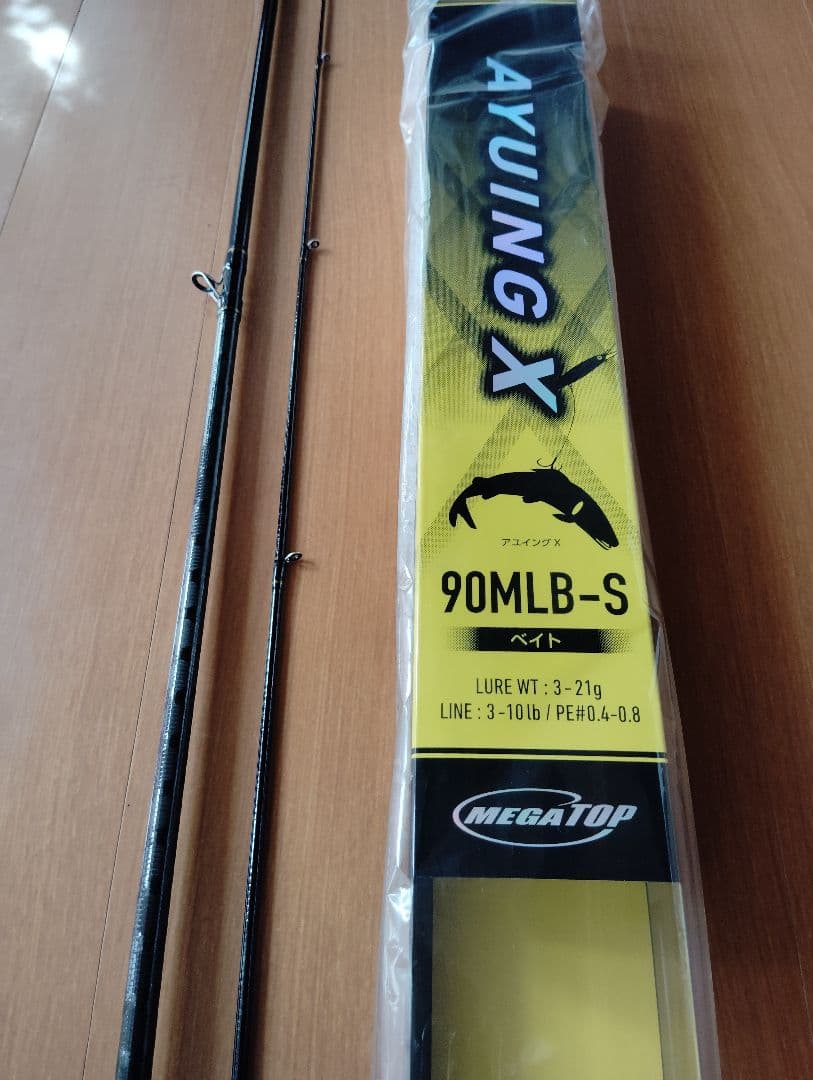 AYUING X
アユイングX
90MLB-S
ベイト
LURE WT : 3-21g
LINE : 3-10lb / PE#0.4-0.8
MEGATOP